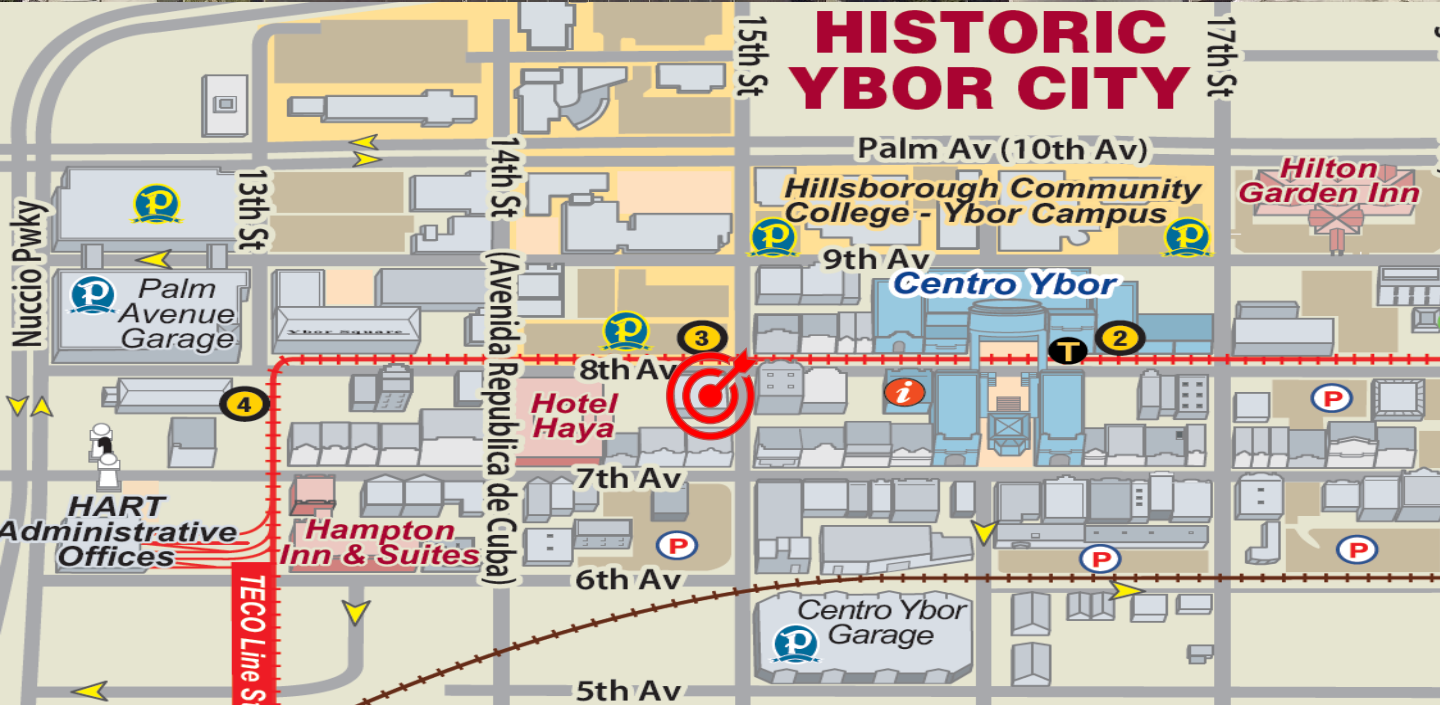 HISTORIC
YBOR CITY
15th St
17th St
Palm Av (10th Av)
Hilton
Garden Inn
Hillsborough Community
College - Ybor Campus
13th St
14th St (Avenida Republica de Cuba)
Nuccio Pwky
9th Av
Centro Ybor
Palm
Avenue
Garage
Ybor Square
3
2
T
8th Av
4
Hotel
Haya
i
P
7th Av
HART
Administrative
Offices
Hampton
Inn & Suites
P
P
P
6th Av
TECO Line S
Centro Ybor
Garage
5th Av
P
P
P
P
P
P